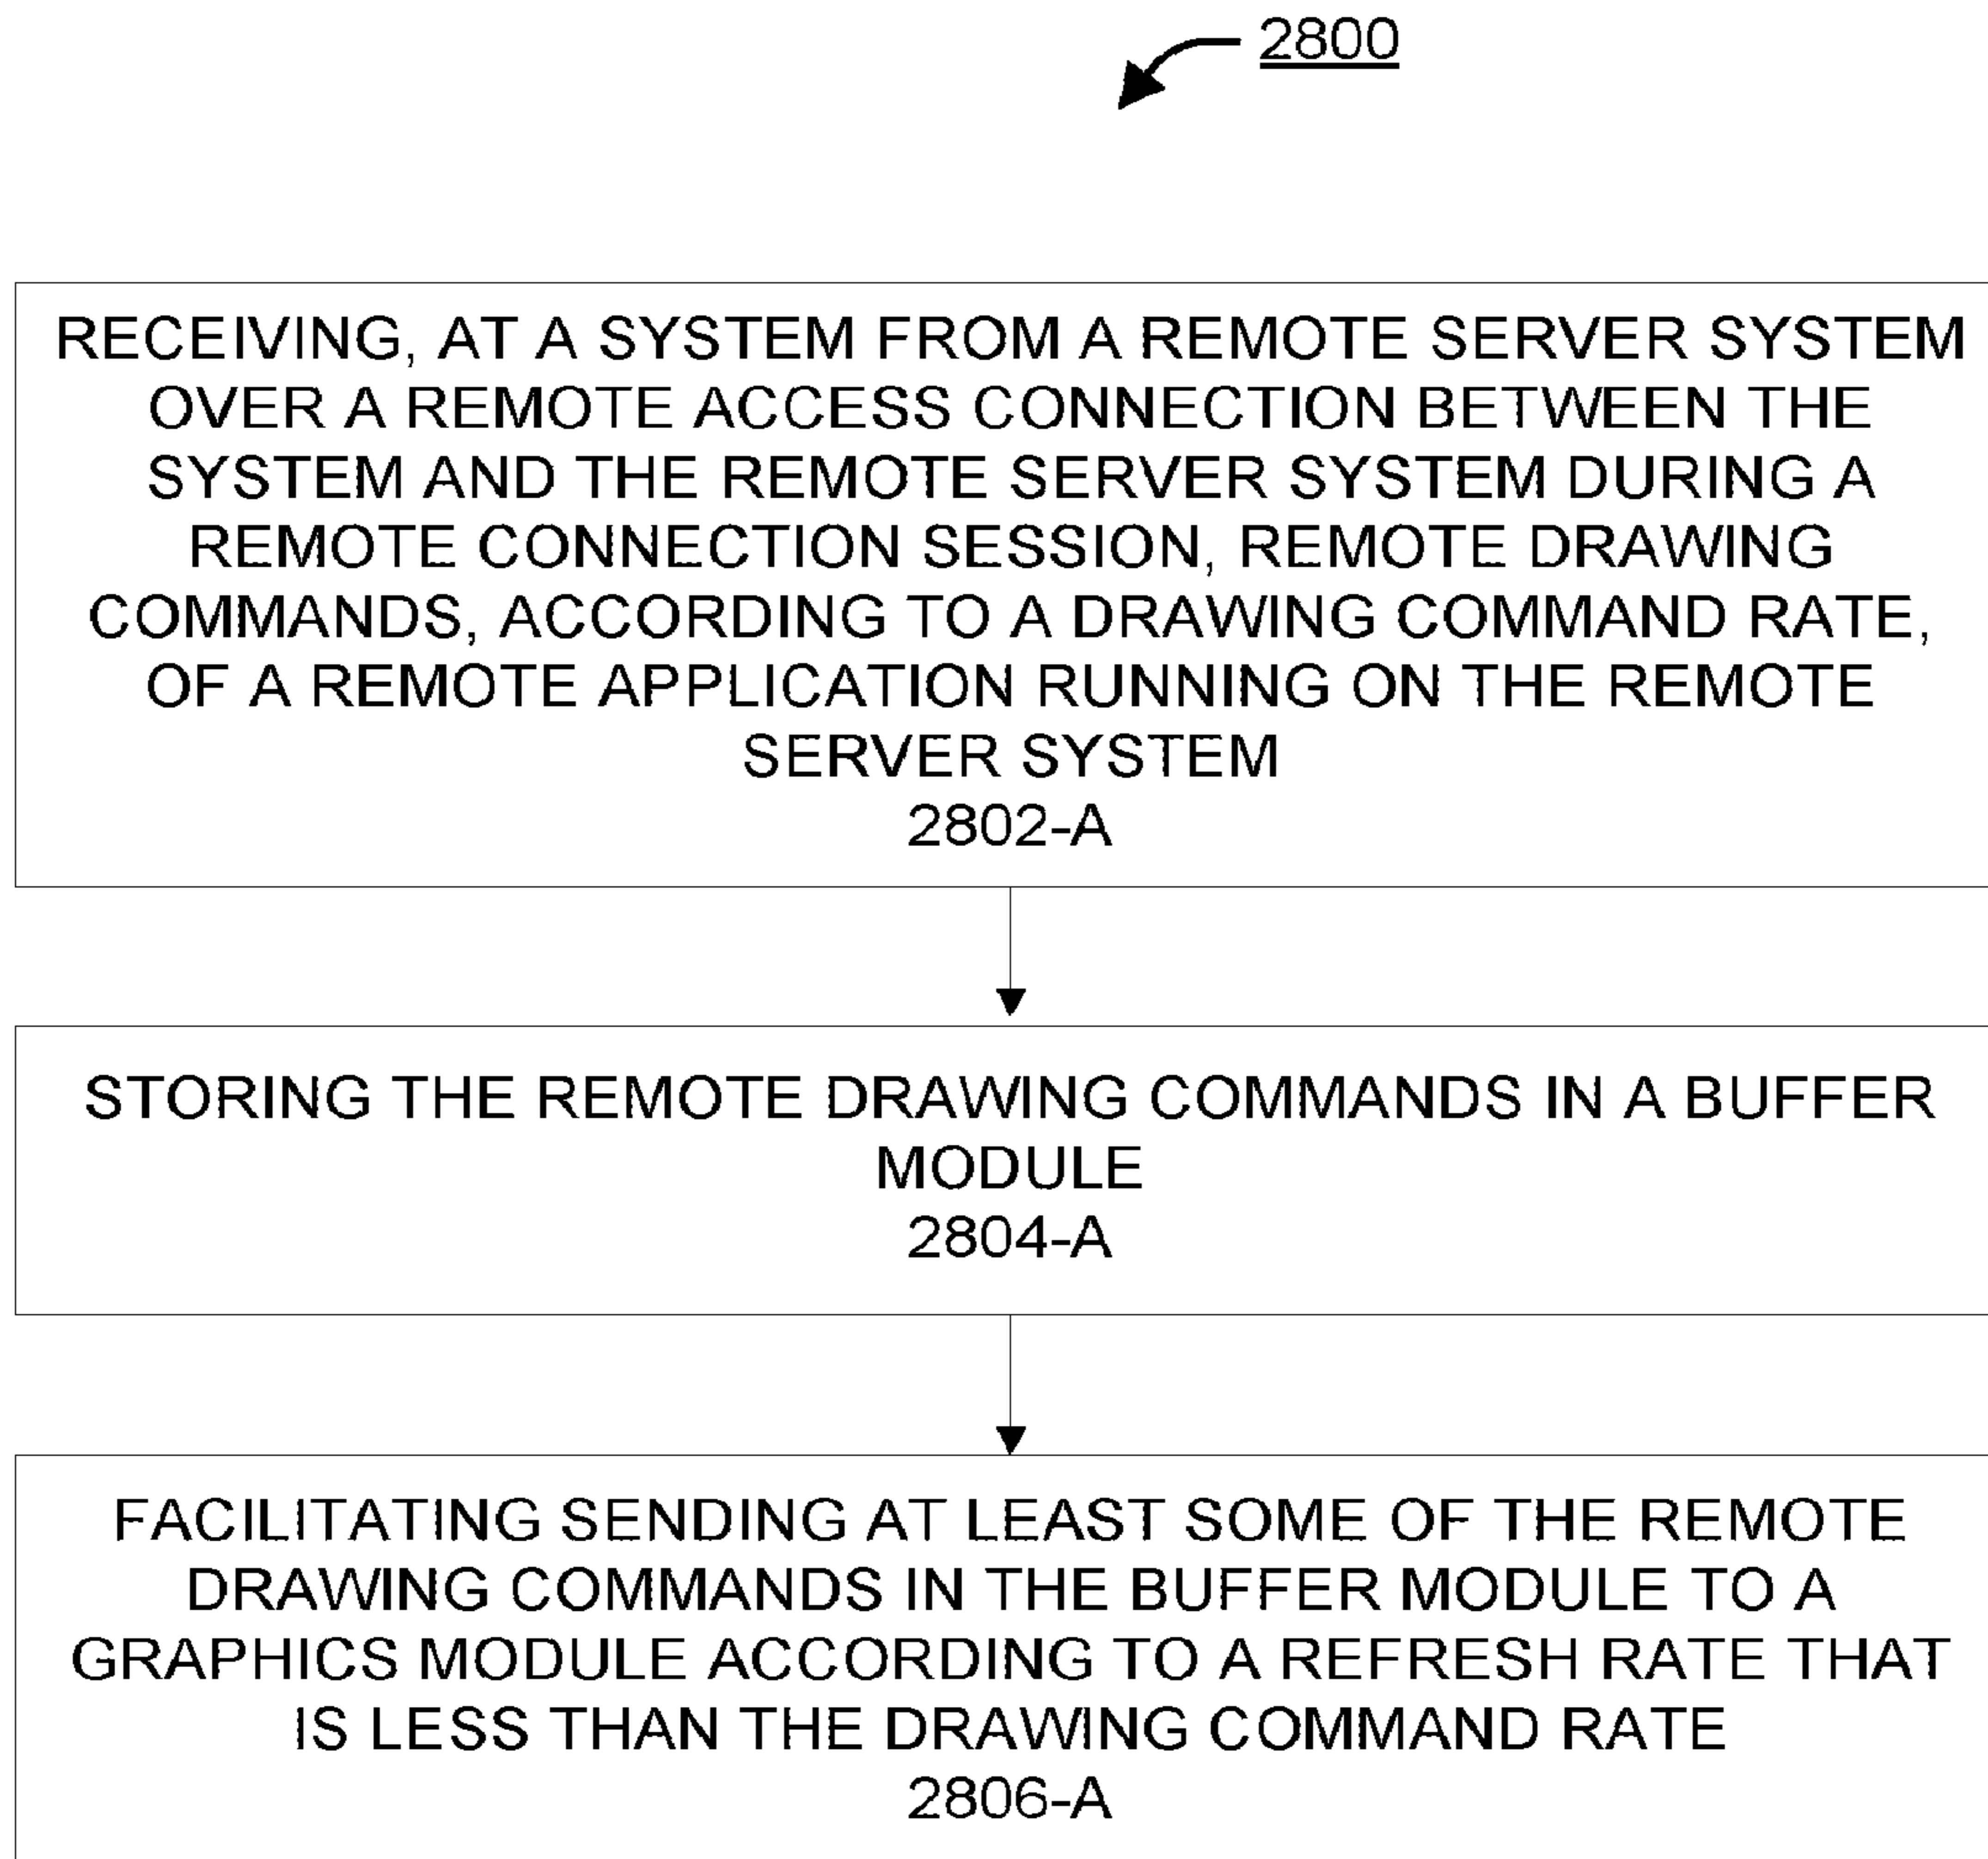 2800
RECEIVING, AT A SYSTEM FROM A REMOTE SERVER SYSTEM
OVER A REMOTE ACCESS CONNECTION BETWEEN THE
SYSTEM AND THE REMOTE SERVER SYSTEM DURING A
REMOTE CONNECTION SESSION, REMOTE DRAWING
COMMANDS, ACCORDING TO A DRAWING COMMAND RATE,
OF A REMOTE APPLICATION RUNNING ON THE REMOTE
SERVER SYSTEM
2802-A
STORING THE REMOTE DRAWING COMMANDS IN A BUFFER
MODULE
2804-A
FACILITATING SENDING AT LEAST SOME OF THE REMOTE
DRAWING COMMANDS IN THE BUFFER MODULE TO A
GRAPHICS MODULE ACCORDING TO A REFRESH RATE THAT
IS LESS THAN THE DRAWING COMMAND RATE
2806-A